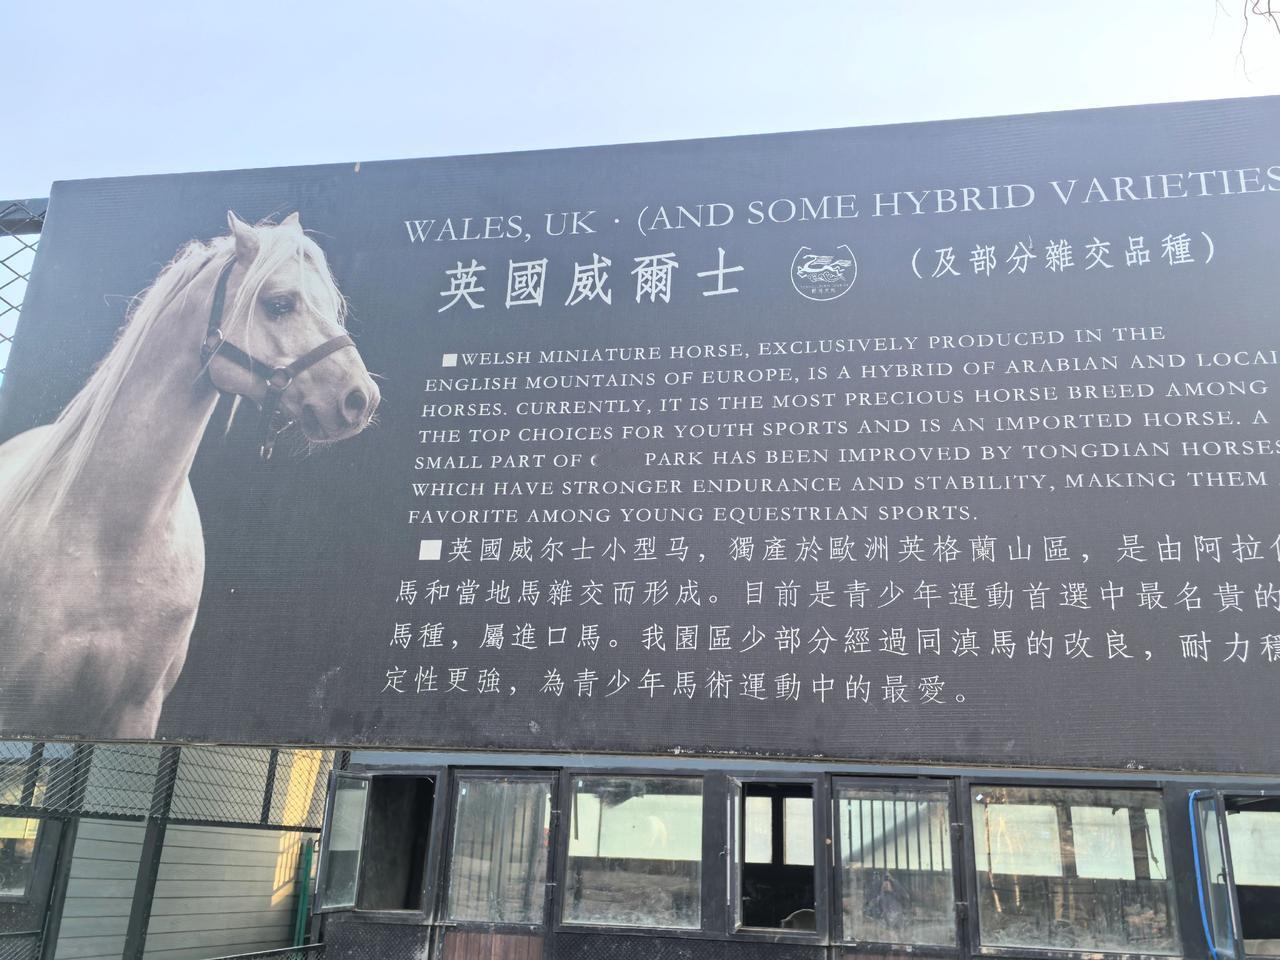 WALES, UK · (AND SOME HYBRID VARIETIES
英國威爾士 (及部分雜交品種)
■WELSH MINIATURE HORSE, EXCLUSIVELY PRODUCED IN THE
ENGLISH MOUNTAINS OF EUROPE, IS A HYBRID OF ARABIAN AND LOCAL
HORSES. CURRENTLY, IT IS THE MOST PRECIOUS HORSE BREED AMONG
THE TOP CHOICES FOR YOUTH SPORTS AND IS AN IMPORTED HORSE. A
SMALL PART OF PARK HAS BEEN IMPROVED BY TONGDIAN HORSES
WHICH HAVE STRONGER ENDURANCE AND STABILITY, MAKING THEM
FAVORITE AMONG YOUNG EQUESTRIAN SPORTS.
■英國威尔士小型马，獨產於歐洲英格蘭山區，是由阿拉
馬和當地馬雜交而形成。目前是青少年運動首選中最名貴的
馬種，屬進口馬。我園區少部分經過同滇馬的改良，耐力穩
定性更強，為青少年馬術運動中的最愛。